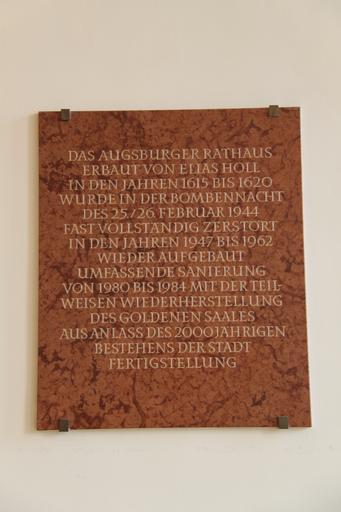 DAS AUGSBURGER RATHAUS
ERBAUT VON ELIAS HOLL
IN DEN JAHREN 1615 BIS 1620
WURDE IN DER BOMBENNACHT
DES 25./26. FEBRUAR 1944
FAST VOLLSTÄNDIG ZERSTÖRT
IN DEN JAHREN 1947 BIS 1962
WIEDER AUFGEBAUT
UMFASSENDE SANIERUNG
VON 1980 BIS 1984 MIT DER TEIL-
WEISEN WIEDERHERSTELLUNG
DES GOLDENEN SAALES
AUS ANLASS DES 2000 JÄHRIGEN
BESTEHENS DER STADT
FERTIGSTELLUNG